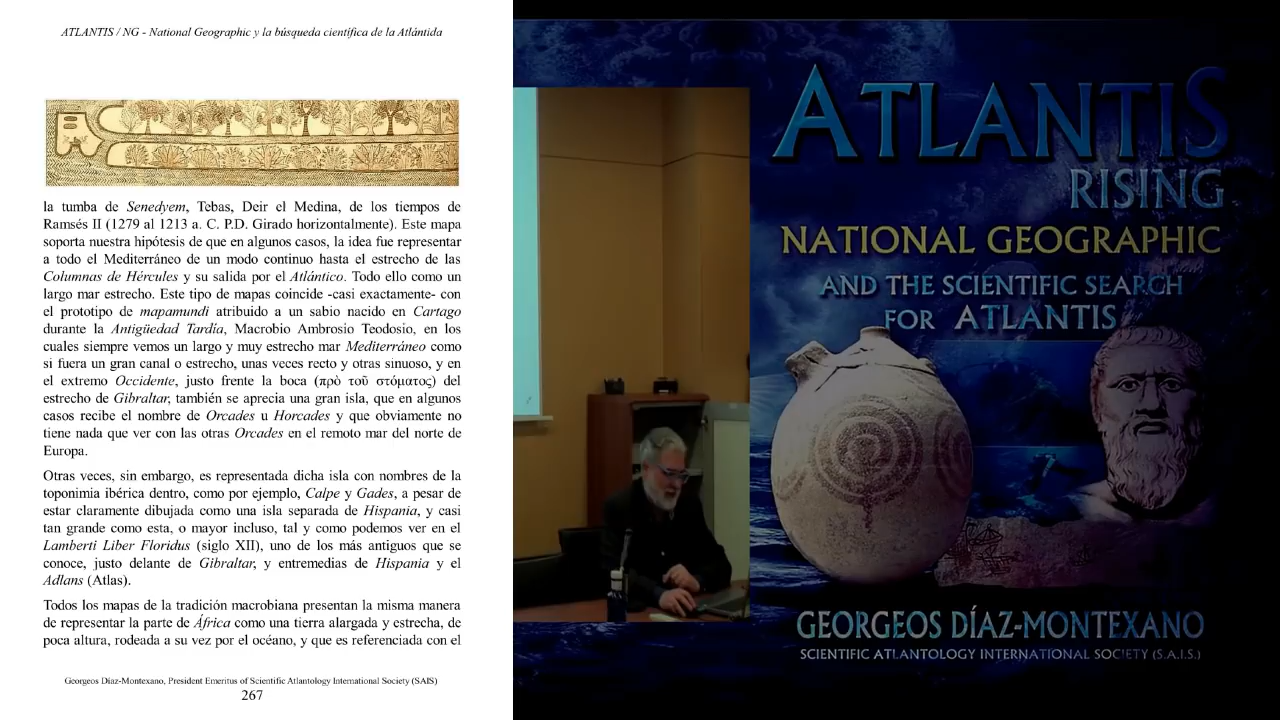 ATLANTIS / NG - National Geographic y la búsqueda científica de la Atlántida
la tumba de Senedyem, Tebas, Deir el Medina, de los tiempos de
Ramsés II (1279 al 1213 a. C. P.D. Girado horizontalmente). Este mapa
soporta nuestra hipótesis de que en algunos casos, la idea fue representar
a todo el Mediterráneo de un modo continuo hasta el estrecho de las
Columnas de Hércules y su salida por el Atlántico. Todo ello como un
largo mar estrecho. Este tipo de mapas coincide -casi exactamente- con
el prototipo de mapamundi atribuido a un sabio nacido en Cartago
durante la Antigüedad Tardía, Macrobio Ambrosio Teodosio, en los
cuales siempre vemos un largo y muy estrecho mar Mediterráneo como
si fuera un gran canal o estrecho, unas veces recto y otras sinuoso, y en
el extremo Occidente, justo frente la boca (πρὸ τοῦ στόματος) del
estrecho de Gibraltar, también se aprecia una gran isla, que en algunos
casos recibe el nombre de Orcades u Horcades y que obviamente no
tiene nada que ver con las otras Orcades en el remoto mar del norte de
Europa.
Otras veces, sin embargo, es representada dicha isla con nombres de la
toponimia ibérica dentro, como por ejemplo, Calpe y Gades, a pesar de
estar claramente dibujada como una isla separada de Hispania, y casi
tan grande como esta, o mayor incluso, tal y como podemos ver en el
Lamberti Liber Floridus (siglo XII), uno de los más antiguos que se
conoce, justo delante de Gibraltar, y entremedias de Hispania y el
Adlans (Atlas).
Todos los mapas de la tradición macrobiana presentan la misma manera
de representar la parte de África como una tierra alargada y estrecha, de
poca altura, rodeada a su vez por el océano, y que es referenciada con el
Georgeos Díaz-Montexano, President Emeritus of Scientific Atlantology International Society (SAIS)
267
ATLANTIS
RISING
NATIONAL GEOGRAPHIC
AND THE SCIENTIFIC SEARCH
FOR ATLANTIS
GEORGEOS DÍAZ-MONTEXANO
SCIENTIFIC ATLANTOLOGY INTERNATIONAL SOCIETY (S.A.I.S.)